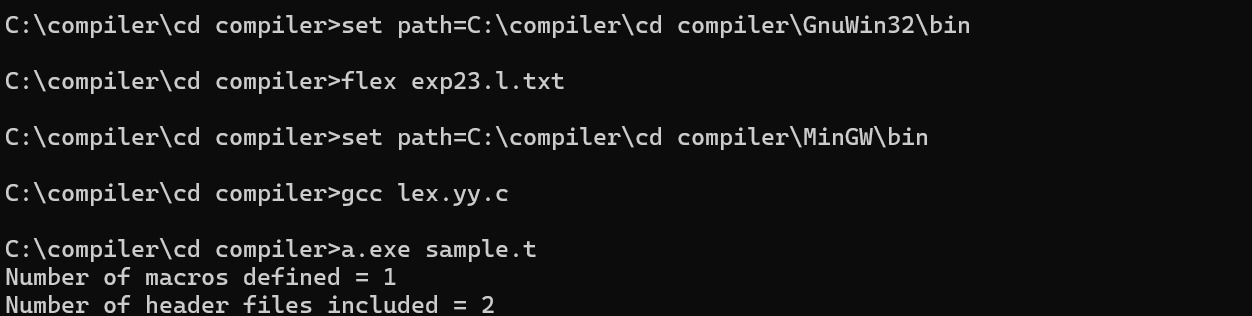 C:\compiler\cd compiler>set path=C:\compiler\cd compiler\GnuWin32\bin
C:\compiler\cd compiler>flex exp23.l.txt
C:\compiler\cd compiler>set path=C:\compiler\cd compiler\MinGW\bin
C:\compiler\cd compiler>gcc lex.yy.c
C:\compiler\cd compiler>a.exe sample.t
Number of macros defined = 1
Number of header files included = 2